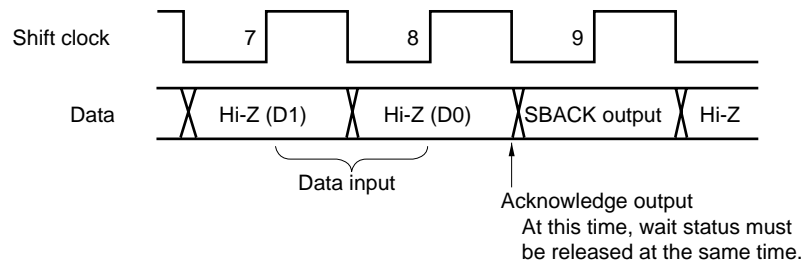 Shift clock 7 8 9
Data Hi-Z (D1) Hi-Z (D0) SBACK output Hi-Z
Data input
Acknowledge output
At this time, wait status must
be released at the same time.